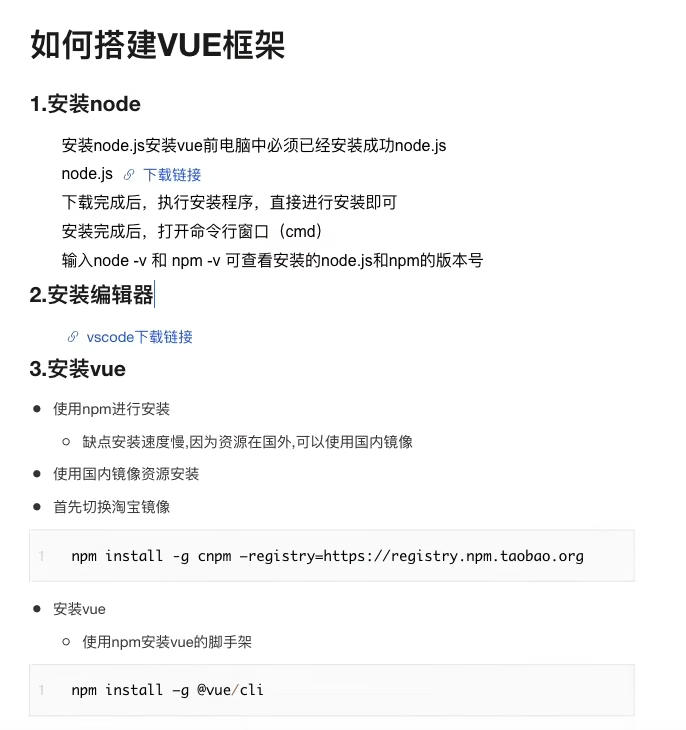 如何搭建VUE框架
1.安装node
安装node.js安装vue前电脑中必须已经安装成功node.js
node.js 下载链接
下载完成后，执行安装程序，直接进行安装即可
安装完成后，打开命令行窗口（cmd）
输入node -v 和 npm -v 可查看安装的node.js和npm的版本号
2.安装编辑器
vscode下载链接
3.安装vue
使用npm进行安装
缺点安装速度慢,因为资源在国外,可以使用国内镜像
使用国内镜像资源安装
首先切换淘宝镜像
1 npm install -g cnpm –registry=https://registry.npm.taobao.org
安装vue
使用npm安装vue的脚手架
1 npm install –g @vue/cli